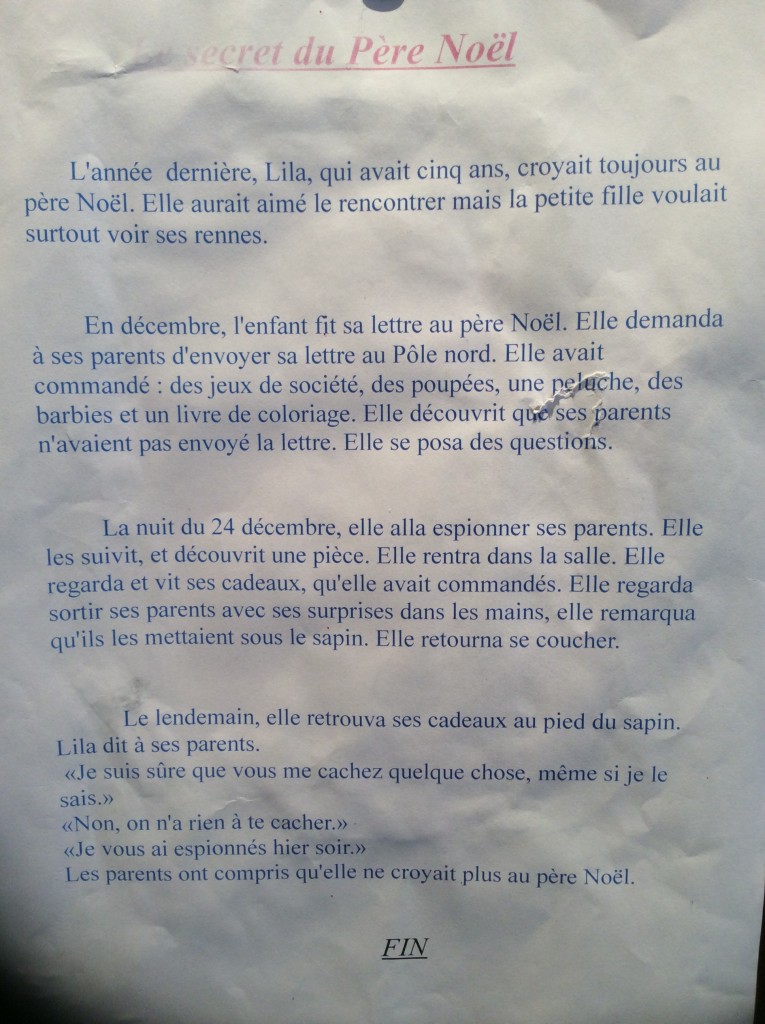 Le secret du Père Noël
L'année dernière, Lila, qui avait cinq ans, croyait toujours au
père Noël. Elle aurait aimé le rencontrer mais la petite fille voulait
surtout voir ses rennes.
En décembre, l'enfant fit sa lettre au père Noël. Elle demanda
à ses parents d'envoyer sa lettre au Pôle nord. Elle avait
commandé : des jeux de société, des poupées, une peluche, des
barbies et un livre de coloriage. Elle découvrit que ses parents
n'avaient pas envoyé la lettre. Elle se posa des questions.
La nuit du 24 décembre, elle alla espionner ses parents. Elle
les suivit, et découvrit une pièce. Elle rentra dans la salle. Elle
regarda et vit ses cadeaux, qu'elle avait commandés. Elle regarda
sortir ses parents avec ses surprises dans les mains, elle remarqua
qu'ils les mettaient sous le sapin. Elle retourna se coucher.
Le lendemain, elle retrouva ses cadeaux au pied du sapin.
Lila dit à ses parents.
«Je suis sûre que vous me cachez quelque chose, même si je le
sais.»
«Non, on n'a rien à te cacher.»
«Je vous ai espionnés hier soir.»
Les parents ont compris qu'elle ne croyait plus au père Noël.
FIN